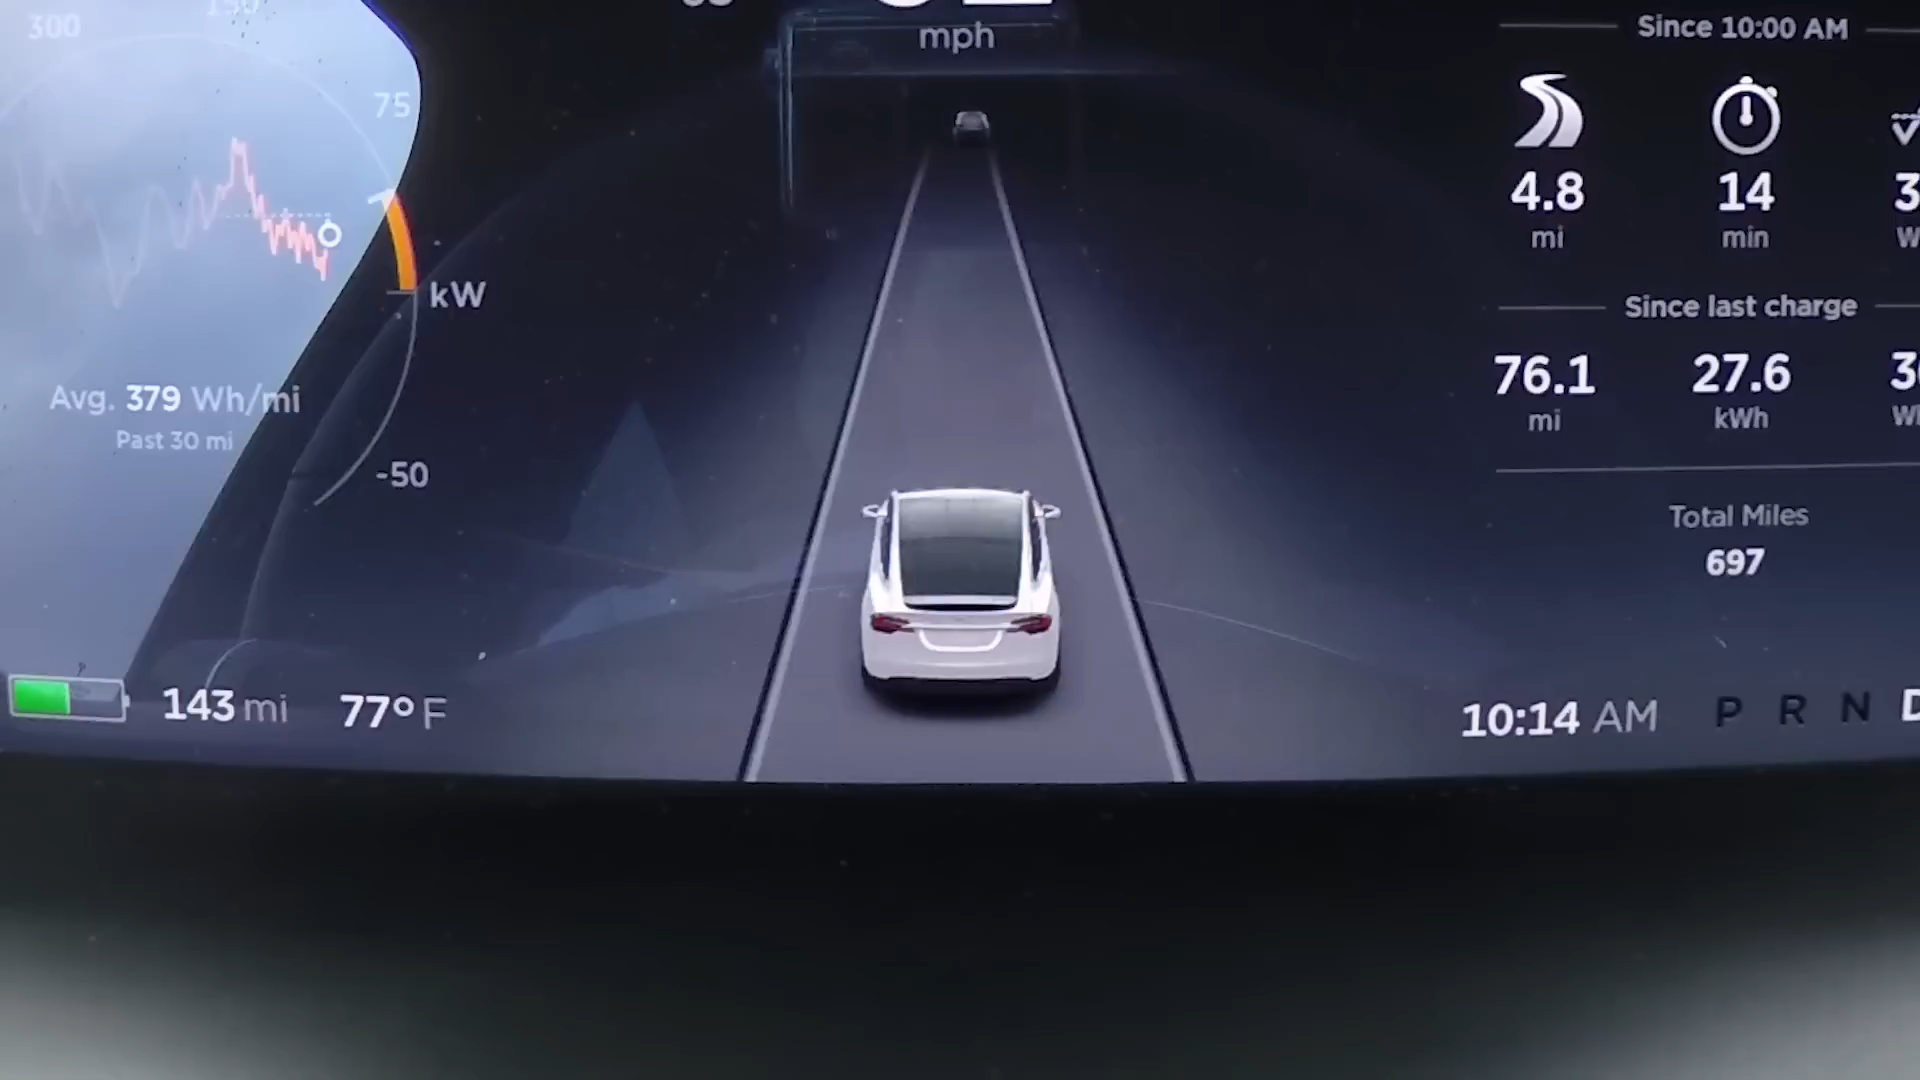 300
150
75
kW
-50
Avg. 379 Wh/mi
Past 30 mi
143 mi
77° F
mph
Since 10:00 AM
4.8
mi
14
min
Since last charge
76.1
mi
27.6
kWh
Total Miles
697
10:14 AM
P R N D